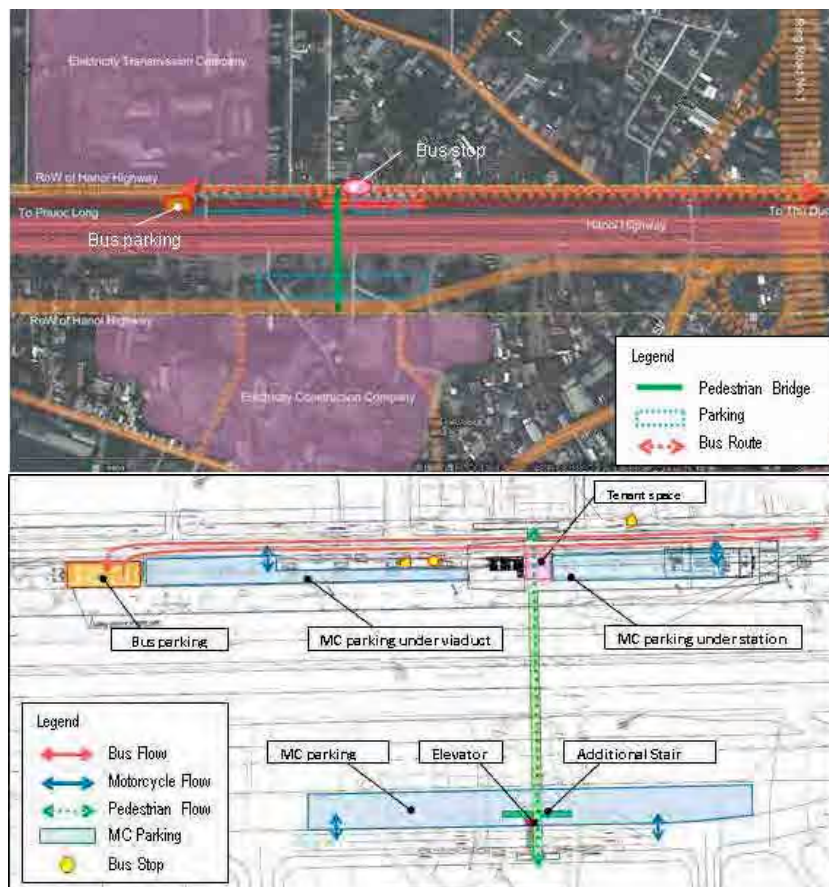 Electricity Transmission Company
Ring Road No.
Bus stop
RoW of Hanoi Highway
To Phuoc Long
Hanoi Highway
To Thu Duc
Bus parking
RoW of Hanoi Highway
Electricity Construction Company
Legend
Pedestrian Bridge
Parking
Bus Route
Tenant space
Bus parking
MC parking under viaduct
MC parking under station
Legend
Bus Flow
Motorcycle Flow
Pedestrian Flow
MC Parking
Bus Stop
MC parking
Elevator
Additional Stair